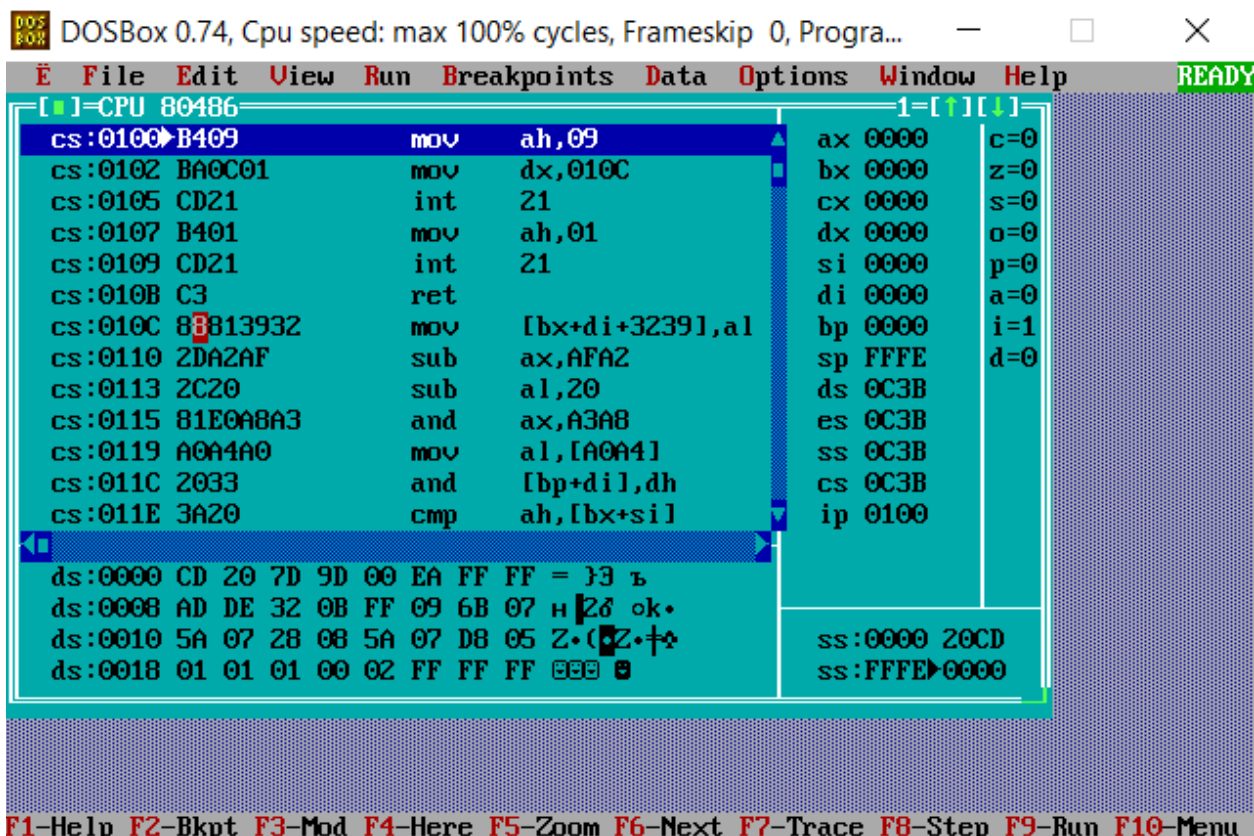 DOS BOX DOSBox 0.74, Cpu speed: max 100% cycles, Frameskip 0, Progra...
Ë File Edit View Run Breakpoints Data Options Window Help READY
[■]=CPU 80486 1=[↑][↓]
cs:0100►B409 mov ah,09 ax 0000 c=0
cs:0102 BA0C01 mov dx,010C bx 0000 z=0
cs:0105 CD21 int 21 cx 0000 s=0
cs:0107 B401 mov ah,01 dx 0000 o=0
cs:0109 CD21 int 21 si 0000 p=0
cs:010B C3 ret di 0000 a=0
cs:010C 88813932 mov [bx+di+3239],al bp 0000 i=1
cs:0110 2DA2AF sub ax,AFA2 sp FFFE d=0
cs:0113 2C20 sub al,20 ds 0C3B
cs:0115 81E0A8A3 and ax,A3A8 es 0C3B
cs:0119 A0A4A0 mov al,[A0A4] ss 0C3B
cs:011C 2033 and [bp+di],dh cs 0C3B
cs:011E 3A20 cmp ah,[bx+si] ip 0100
ds:0000 CD 20 7D 9D 00 EA FF FF = }Э ъ
ds:0008 AD DE 32 0B FF 09 6B 07 н▐2♂ ○k•
ds:0010 5A 07 28 08 5A 07 D8 05 Z•(◘Z•╪♣ ss:0000 20CD
ds:0018 01 01 01 00 02 FF FF FF ☺☺☺ ☻ ss:FFFE►0000
F1-Help F2-Bkpt F3-Mod F4-Here F5-Zoom F6-Next F7-Trace F8-Step F9-Run F10-Menu